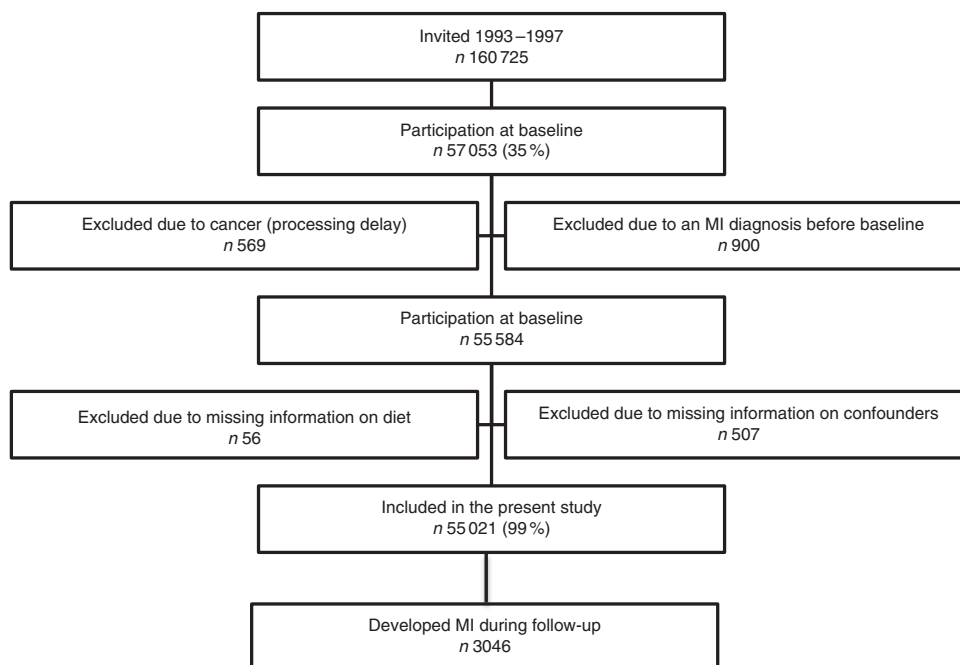 Invited 1993–1997
n 160 725
Participation at baseline
n 57 053 (35 %)
Excluded due to cancer (processing delay)
n 569
Excluded due to an MI diagnosis before baseline
n 900
Participation at baseline
n 55 584
Excluded due to missing information on diet
n 56
Excluded due to missing information on confounders
n 507
Included in the present study
n 55 021 (99 %)
Developed MI during follow-up
n 3046